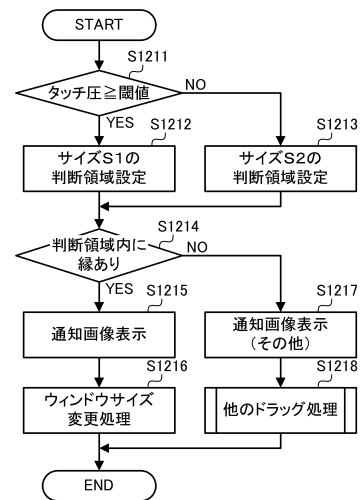 START
S1211
タッチ圧≧閾値
NO
YES
S1212
S1213
サイズS1の
判断領域設定
サイズS2の
判断領域設定
S1214
判断領域内に
縁あり
NO
YES
S1215
S1217
通知画像表示
通知画像表示
(その他)
S1216
S1218
ウィンドウサイズ
変更処理
他のドラッグ処理
END